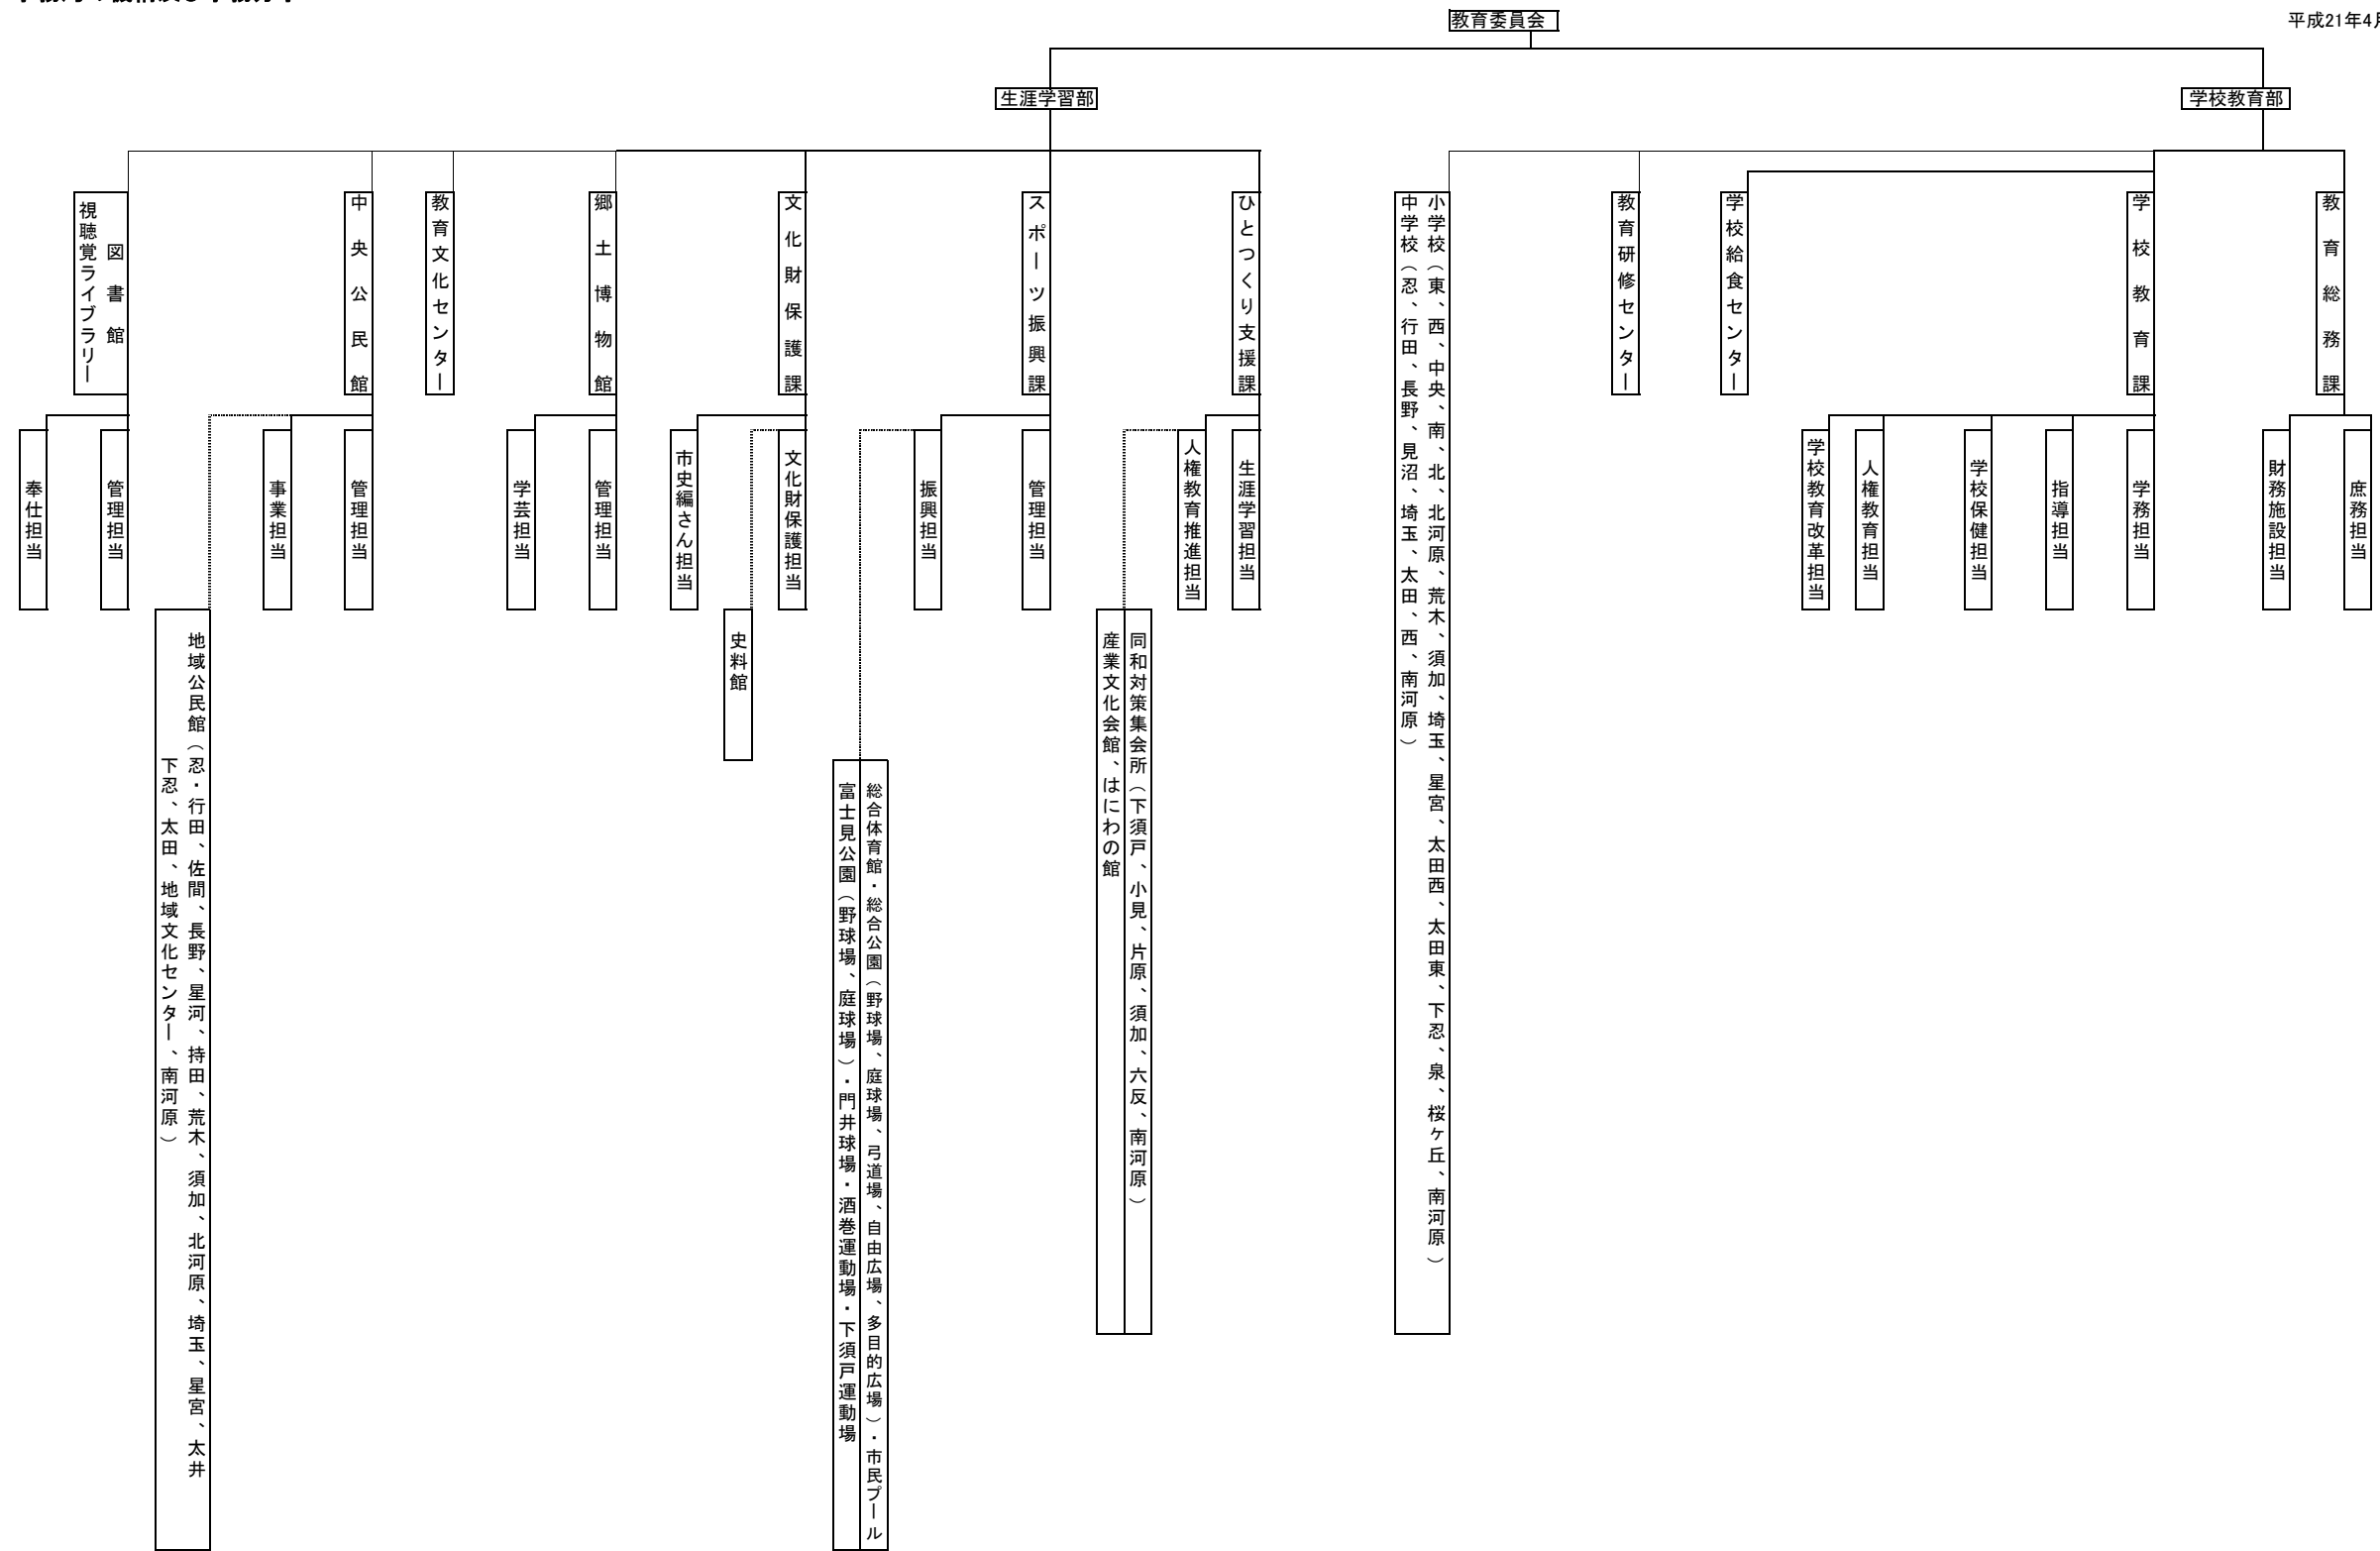 教育委員会
平成21年4月
生涯学習部
学校教育部
教育総務課
学校教育課
学校給食センター
教育研修センター
小学校（東、西、中央、南、北、北河原、荒木、須加、埼玉、星宮、太田西、太田東、下忍、泉、桜ヶ丘、南河原）
中学校（忍、行田、長野、見沼、埼玉、太田、西、南河原）
ひとつくり支援課
スポーツ振興課
文化財保護課
郷土博物館
教育文化センター
中央公民館
図書館
視聴覚ライブラリー
庶務担当
財務施設担当
学務担当
指導担当
学校保健担当
人権教育担当
学校教育改革担当
生涯学習担当
人権教育推進担当
管理担当
振興担当
文化財保護担当
市史編さん担当
管理担当
学芸担当
管理担当
事業担当
管理担当
奉仕担当
同和対策集会所（下須戸、小見、片原、須加、六反、南河原）
産業文化会館、はにわの館
史料館
地域公民館（忍・行田、佐間、長野、星河、持田、荒木、須加、北河原、埼玉、星宮、太井
下忍、太田、地域文化センター、南河原）
総合体育館・総合公園（野球場、庭球場、弓道場、自由広場、多目的広場）・市民プール
富士見公園（野球場、庭球場）・門井球場・酒巻運動場・下須戸運動場